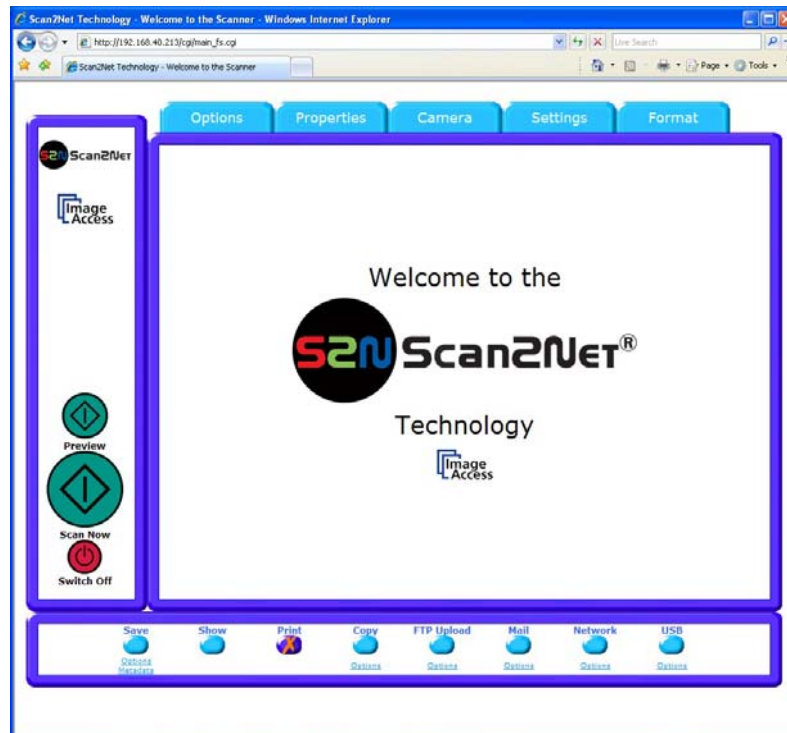 Scan2Net Technology - Welcome to the Scanner - Windows Internet Explorer
http://192.168.40.213/cgi/main_fs.cgi
Live Search
Scan2Net Technology - Welcome to the Scanner
Page
Tools
Options Properties Camera Settings Format
S2N Scan2Net
Image
Access
Welcome to the
S2N Scan2Net®
Technology
Image
Access
Preview
Scan Now
Switch Off
Save Show Print Copy FTP Upload Mail Network USB
Options Options Options Options Options Options
Metadata